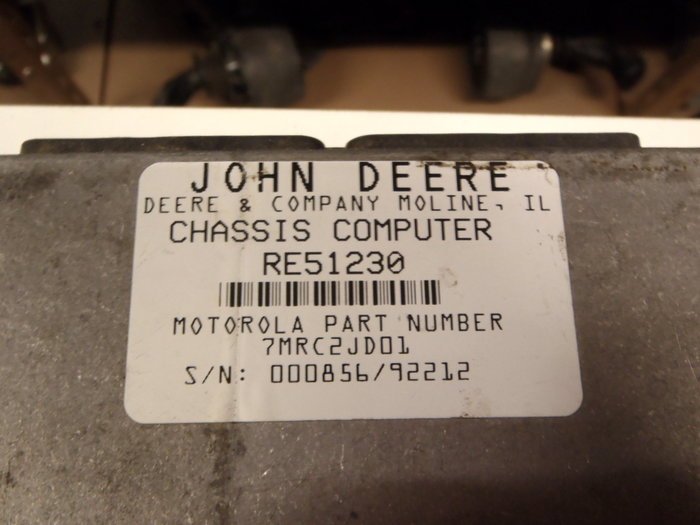 JOHN DEERE
DEERE & COMPANY MOLINE, IL
CHASSIS COMPUTER
RE51230
MOTOROLA PART NUMBER
7MRC2JD01
S/N: 000856/92212